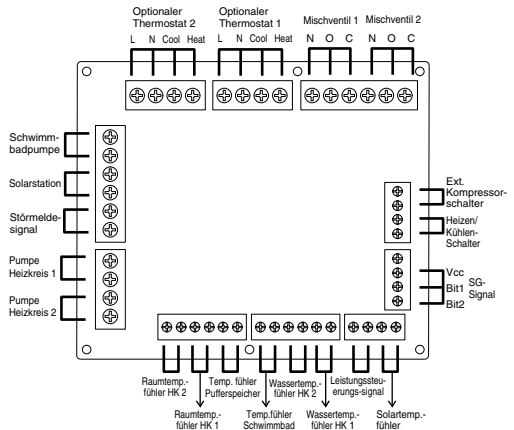 Optionaler
Thermostat 2
Optionaler
Thermostat 1
Mischventil 1
Mischventil 2
L N Cool Heat
L N Cool Heat
N O C
N O C
Schwimm-
badpumpe
Solarstation
Störmelde-
signal
Pumpe
Heizkreis 1
Pumpe
Heizkreis 2
Ext.
Kompressor-
schalter
Heizen/
Kühlen-
Schalter
Vcc
Bit1
Bit2
SG-
Signal
Raumtemp.-
fühler HK 2
Temp. fühler
Pufferspeicher
Wassertemp.-
fühler HK 2
Leistungssteu-
erungs-signal
Raumtemp.-
fühler HK 1
Temp.fühler
Schwimmbad
Wassertemp.-
fühler HK 1
Solartemp.-
fühler